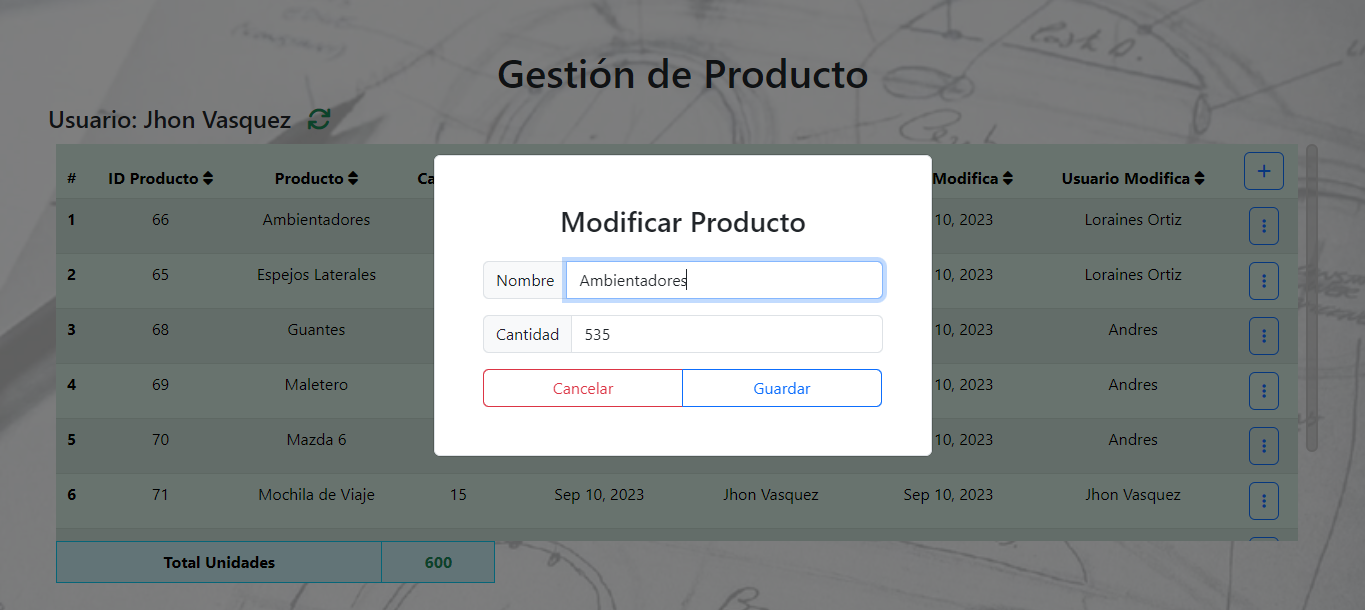 Gestión de Producto
Usuario: Jhon Vasquez
# ID Producto Producto Ca Modifica Usuario Modifica +
1 66 Ambientadores 10, 2023 Loraines Ortiz
2 65 Espejos Laterales 10, 2023 Loraines Ortiz
3 68 Guantes 10, 2023 Andres
4 69 Maletero 10, 2023 Andres
5 70 Mazda 6 10, 2023 Andres
6 71 Mochila de Viaje 15 Sep 10, 2023 Jhon Vasquez Sep 10, 2023 Jhon Vasquez
Total Unidades 600
Modificar Producto
Nombre Ambientadores
Cantidad 535
Cancelar Guardar